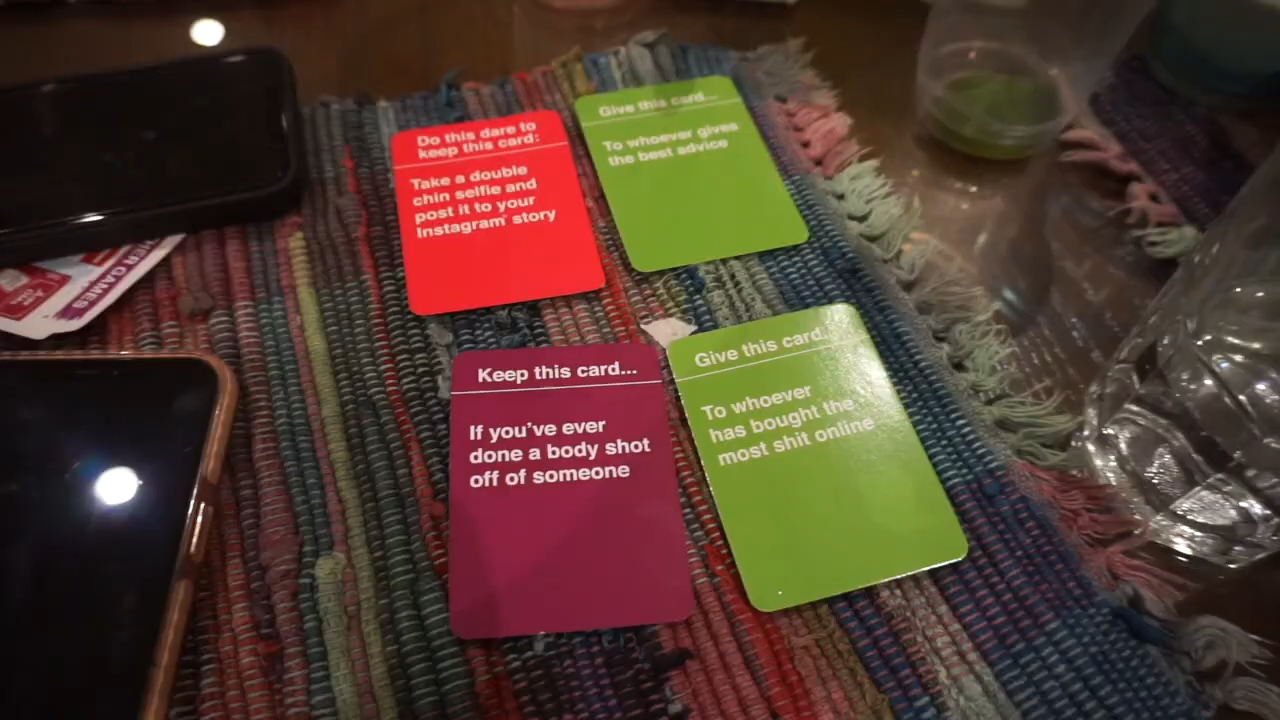 Do this dare to
keep this card:
Take a double
chin selfie and
post it to your
Instagram® story
Give this card...
To whoever gives
the best advice
Keep this card...
If you've ever
done a body shot
off of someone
Give this card...
To whoever
has bought the
most shit online
GAMES